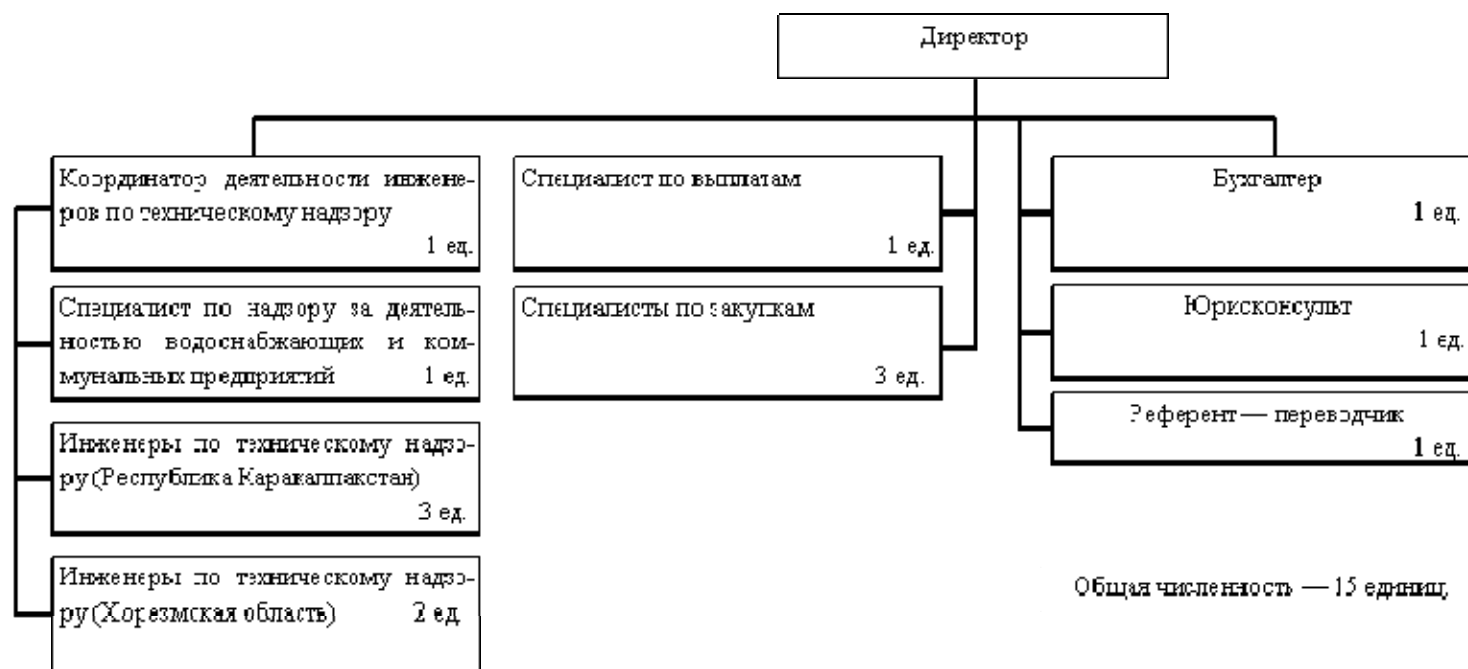 Директор
Координатор деятельности инжене-
ров по техническому надзору
1 ед.
Специалист по надзору за деятель-
ностью водоснабжающих и ком-
мунальных предприятий 1 ед.
Инженеры по техническому надзо-
ру (Республика Каракалпакстан)
3 ед.
Инженеры по техническому надзо-
ру (Хорезмская область) 2 ед
Специалист по выплатам
1 ед.
Специалисты по закупкам
3 ед.
Бухгалтер
1 ед.
Юрисконсульт
1 ед.
Референт — переводчик
1 ед.
Общая численность — 15 единиц.